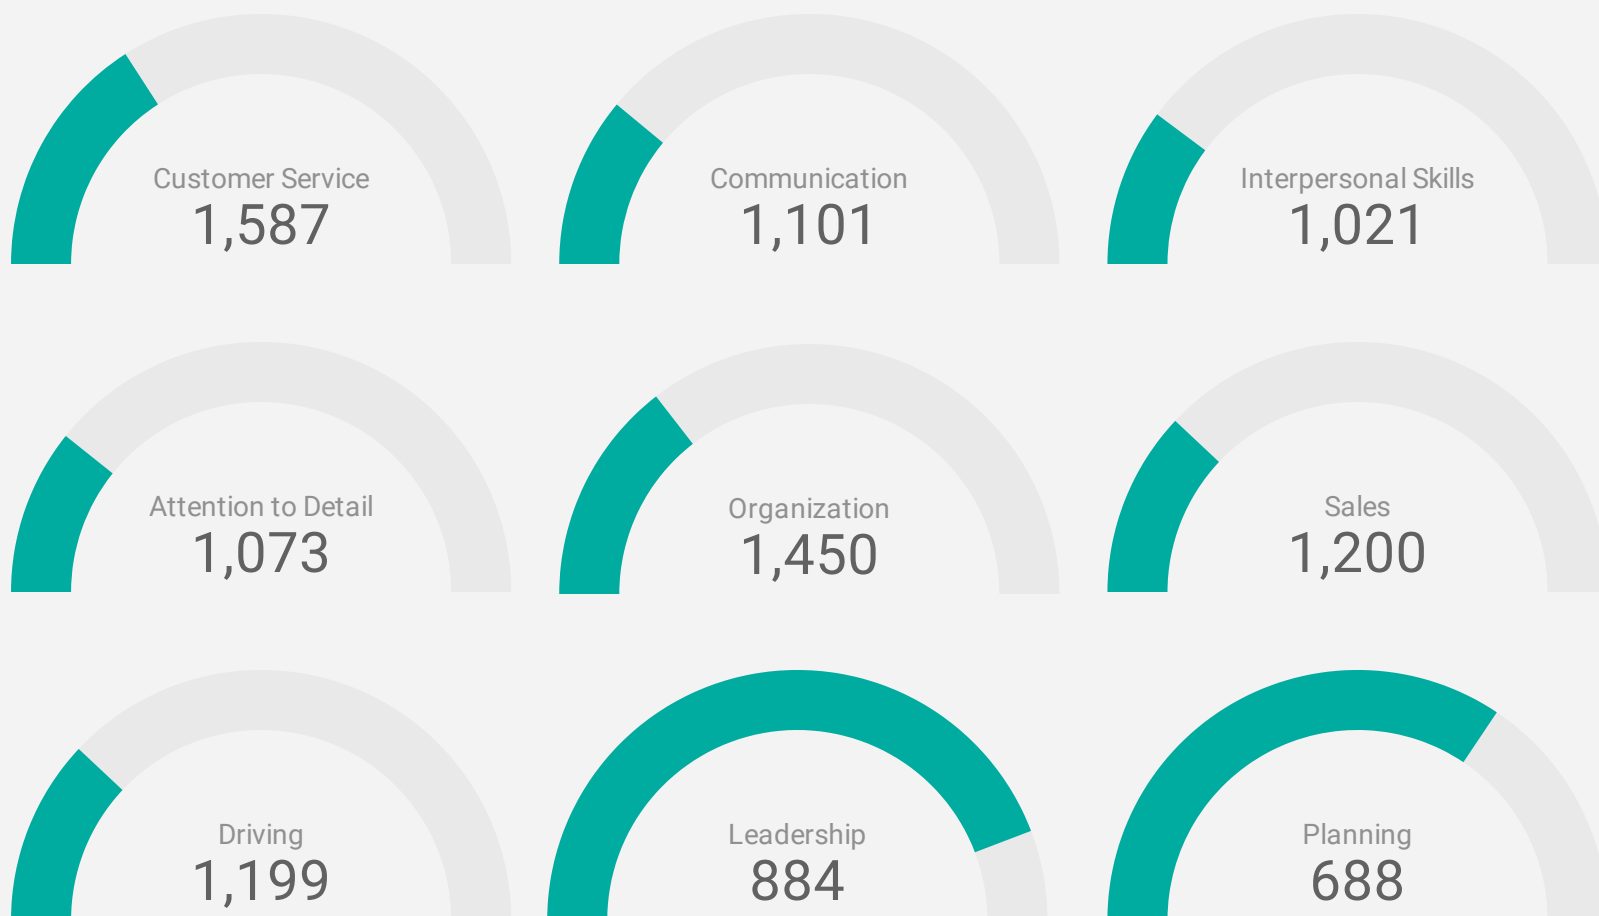 Customer Service
1,587
Communication
1,101
Interpersonal Skills
1,021
Attention to Detail
1,073
Organization
1,450
Sales
1,200
Driving
1,199
Leadership
884
Planning
688